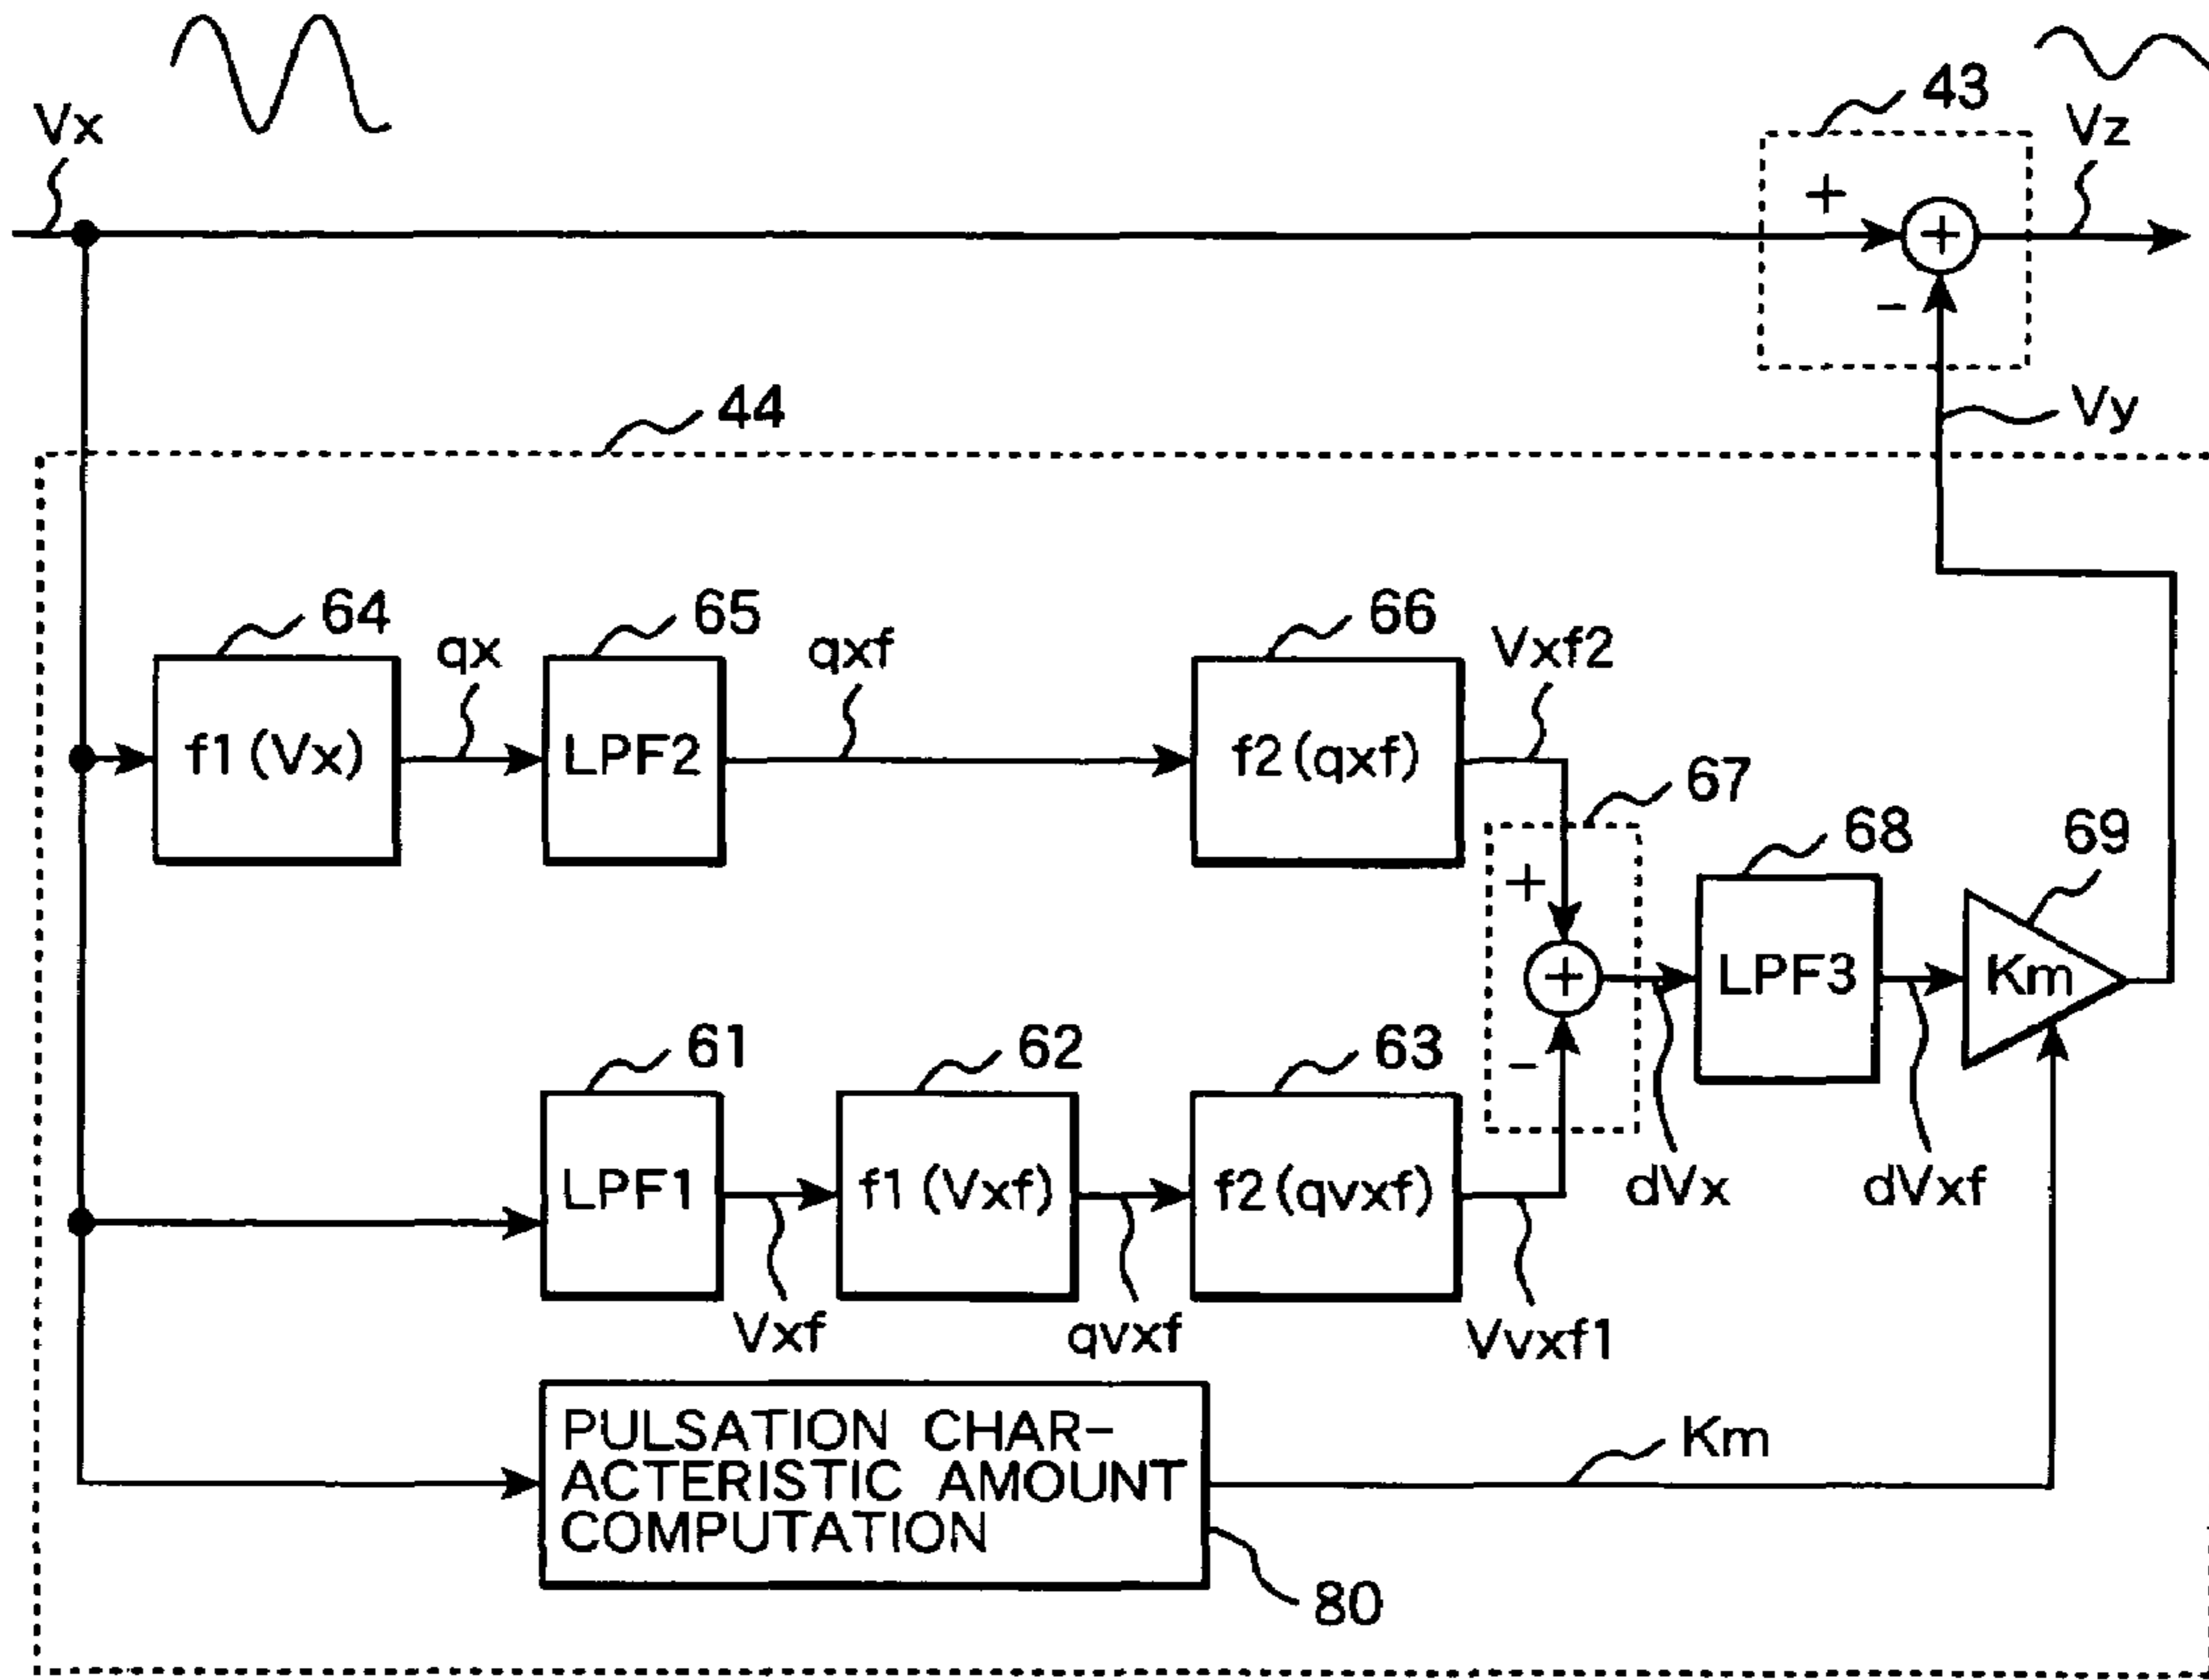 Vx
43
Vz
+
+
-
Vy
44
64
qx
65
qxf
66
Vxf2
f1(Vx)
LPF2
f2(qxf)
67
68
69
+
+
-
LPF3
Km
61
62
63
LPF1
f1(Vxf)
f2(qvxf)
dVx
dVxf
Vxf
qvxf
Vvxf1
PULSATION CHAR-
ACTERISTIC AMOUNT
COMPUTATION
Km
80